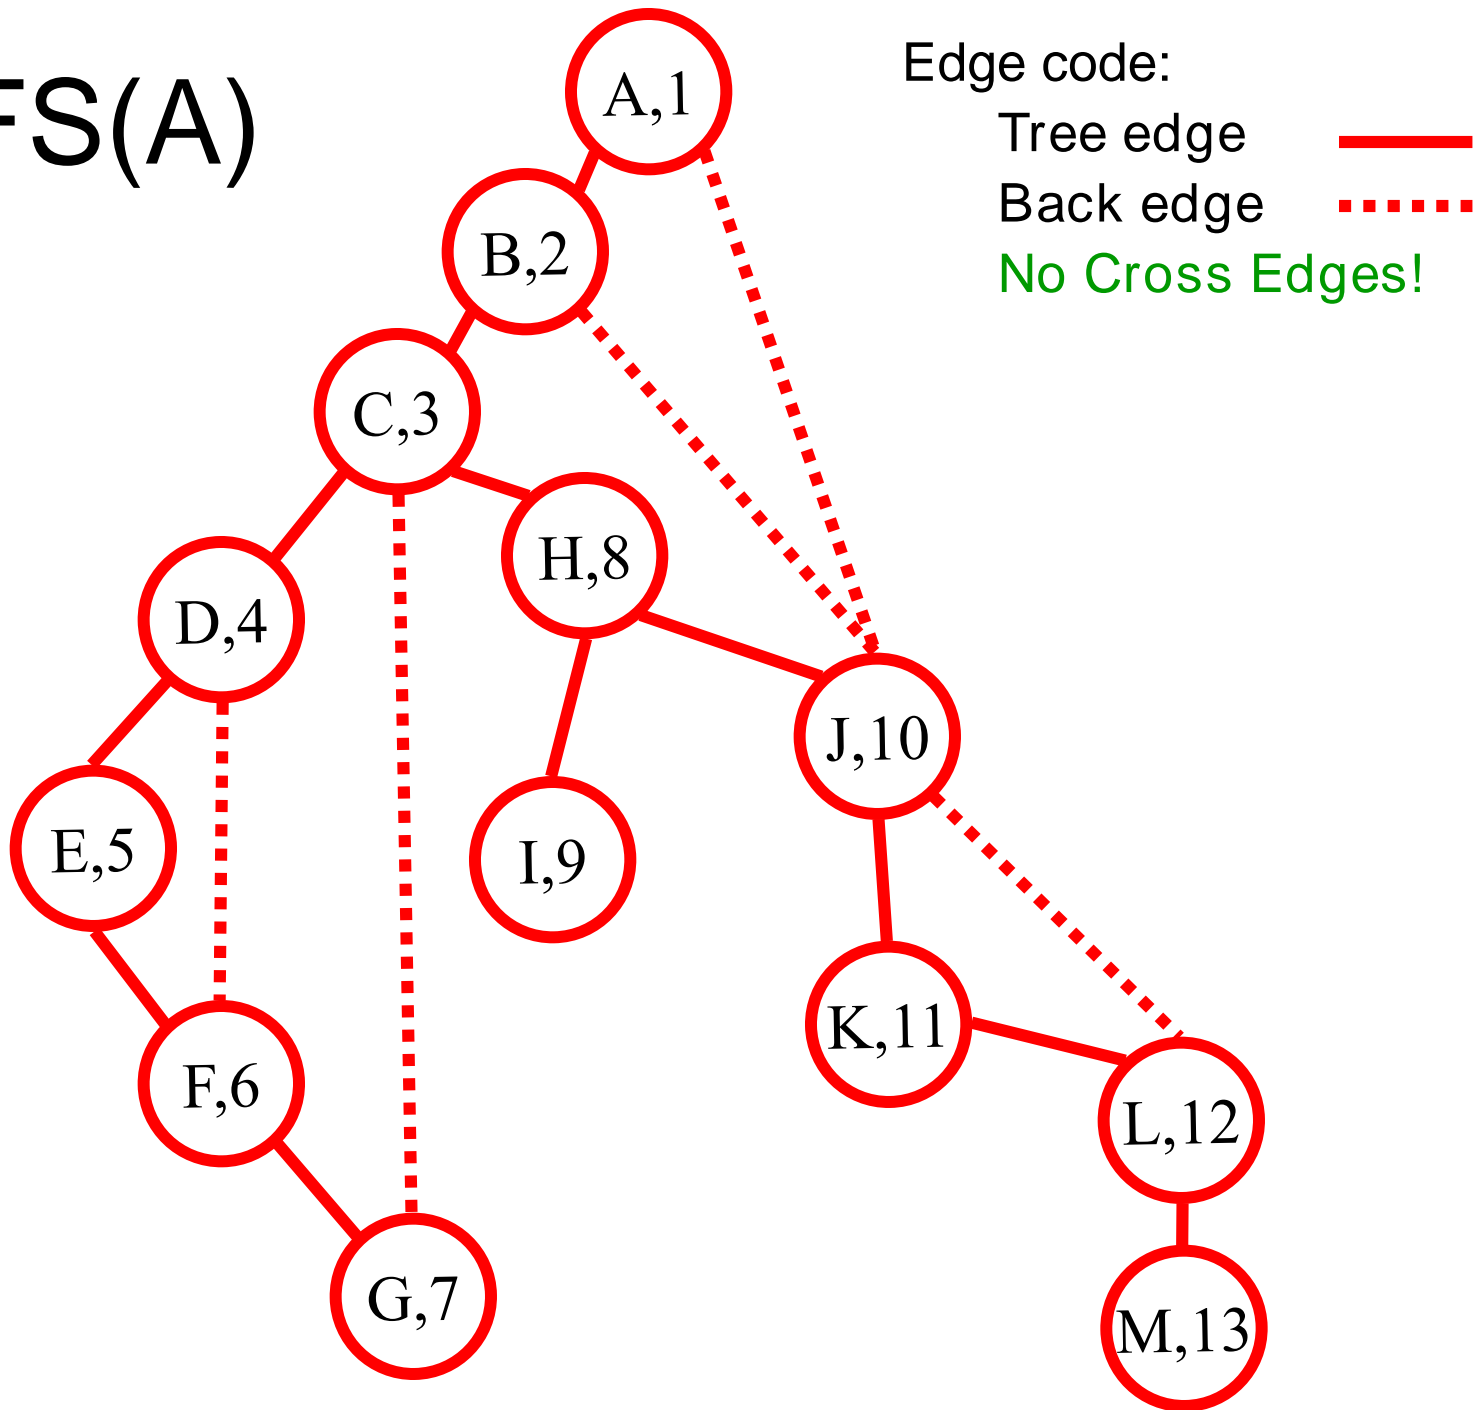 FS(A)
Edge code:
Tree edge
Back edge
No Cross Edges!
A,1
B,2
C,3
H,8
D,4
J,10
E,5
I,9
K,11
F,6
L,12
G,7
M,13